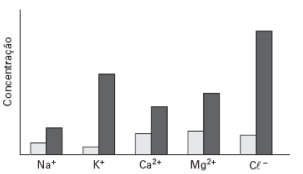 Concentração
Na⁺ K⁺ Ca²⁺ Mg²⁺ Cℓ⁻